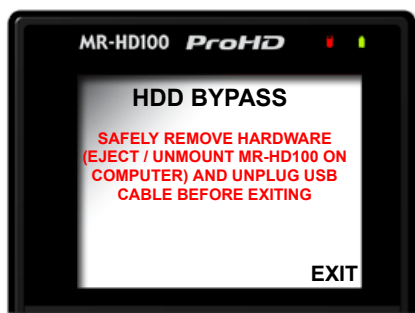 MR-HD100 ProHD
HDD BYPASS
SAFELY REMOVE HARDWARE
(EJECT / UNMOUNT MR-HD100 ON
COMPUTER) AND UNPLUG USB
CABLE BEFORE EXITING
EXIT